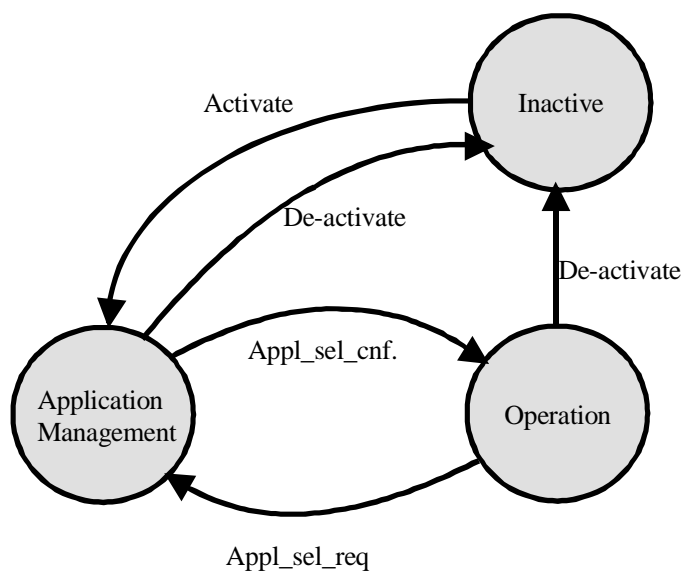 Activate
Inactive
De-activate
De-activate
Appl_sel_cnf.
Application
Management
Operation
Appl_sel_req